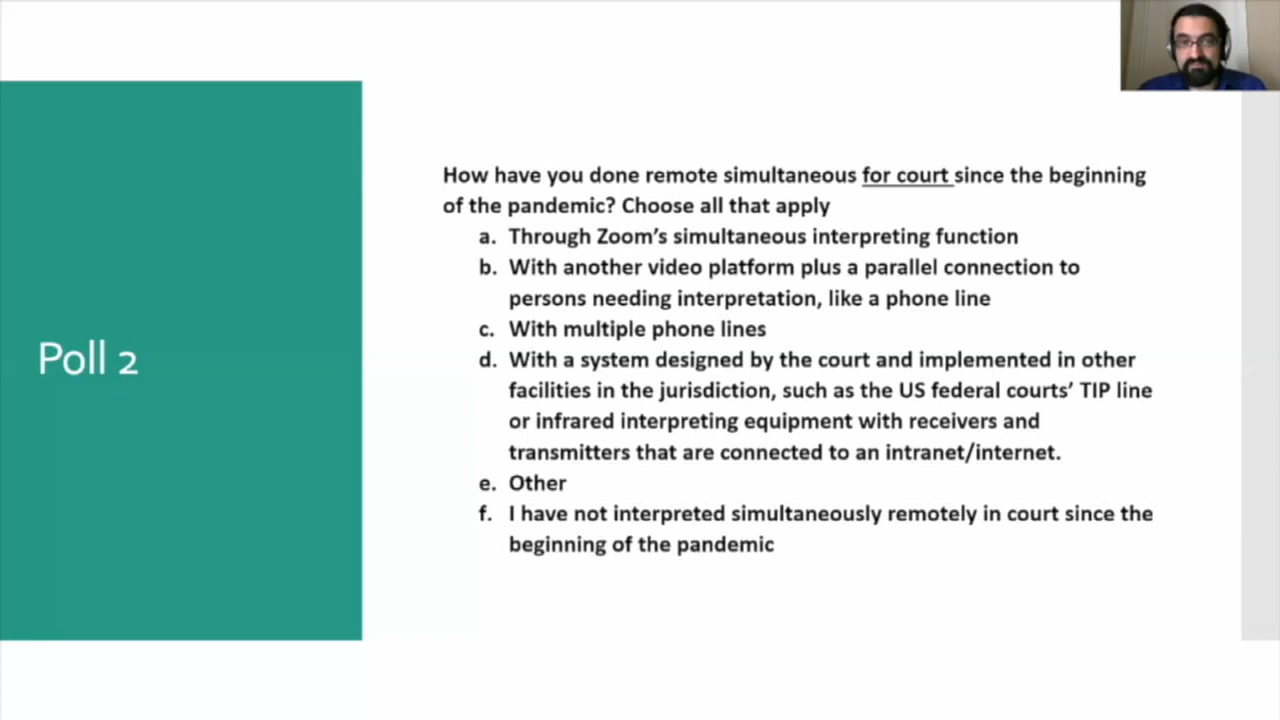 Poll 2
How have you done remote simultaneous for court since the beginning
of the pandemic? Choose all that apply
a. Through Zoom’s simultaneous interpreting function
b. With another video platform plus a parallel connection to
persons needing interpretation, like a phone line
c. With multiple phone lines
d. With a system designed by the court and implemented in other
facilities in the jurisdiction, such as the US federal courts’ TIP line
or infrared interpreting equipment with receivers and
transmitters that are connected to an intranet/internet.
e. Other
f. I have not interpreted simultaneously remotely in court since the
beginning of the pandemic